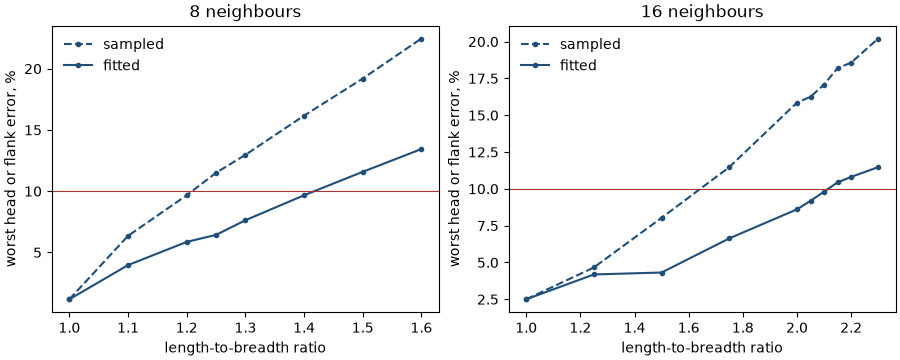 8 neighbours
sampled
fitted
worst head or flank error, %
20
15
10
5
1.0 1.1 1.2 1.3 1.4 1.5 1.6
length-to-breadth ratio
16 neighbours
sampled
fitted
worst head or flank error, %
20.0
17.5
15.0
12.5
10.0
7.5
5.0
2.5
1.0 1.2 1.4 1.6 1.8 2.0 2.2
length-to-breadth ratio